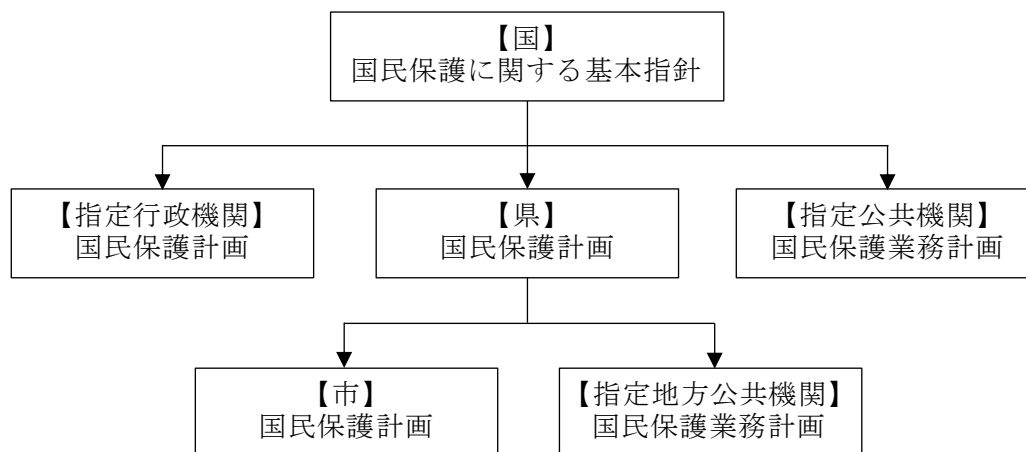 【国】
国民保護に関する基本指針
【指定行政機関】
国民保護計画
【県】
国民保護計画
【指定公共機関】
国民保護業務計画
【市】
国民保護計画
【指定地方公共機関】
国民保護業務計画